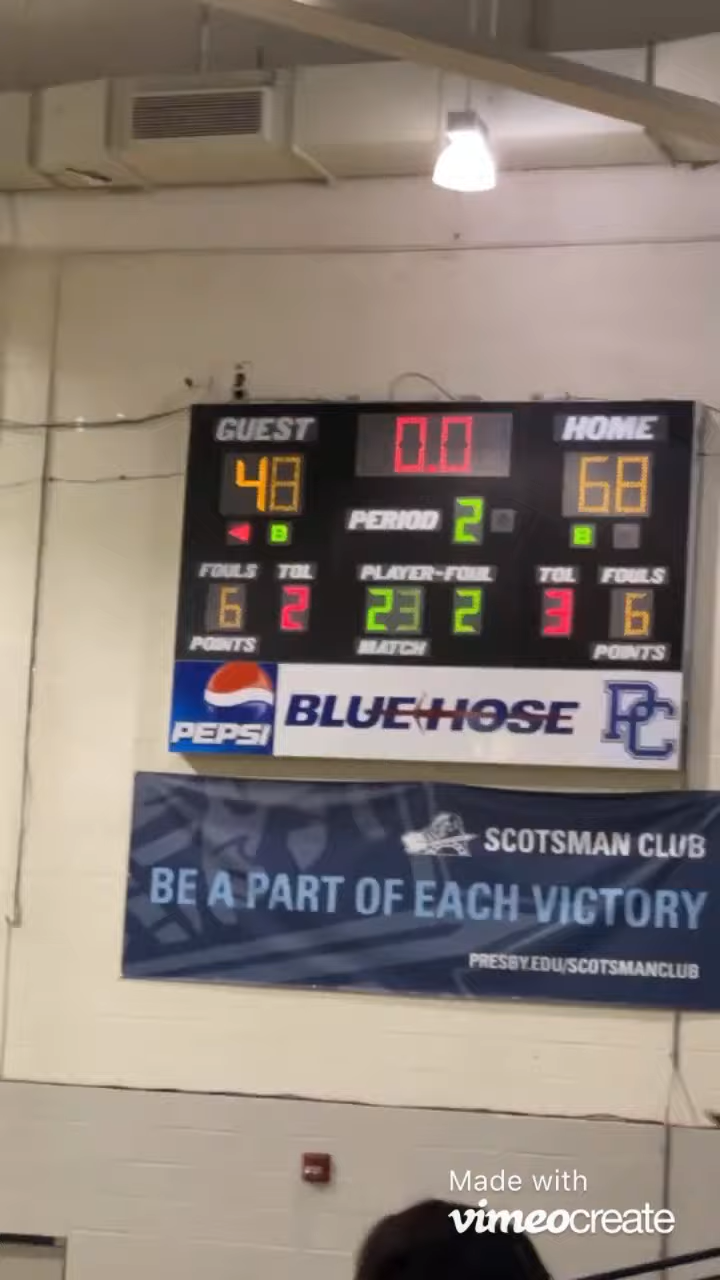 GUEST
0.0
HOME
48
PERIOD 2
68
B
B
FOULS TOL
PLAYER-FOUL
TOL FOULS
6 2
23 2
3 6
POINTS
MATCH
POINTS
PEPSI
BLUE HOSE
PC
SCOTSMAN CLUB
BE A PART OF EACH VICTORY
PRESBY.EDU/SCOTSMANCLUB
Made with
vimeocreate